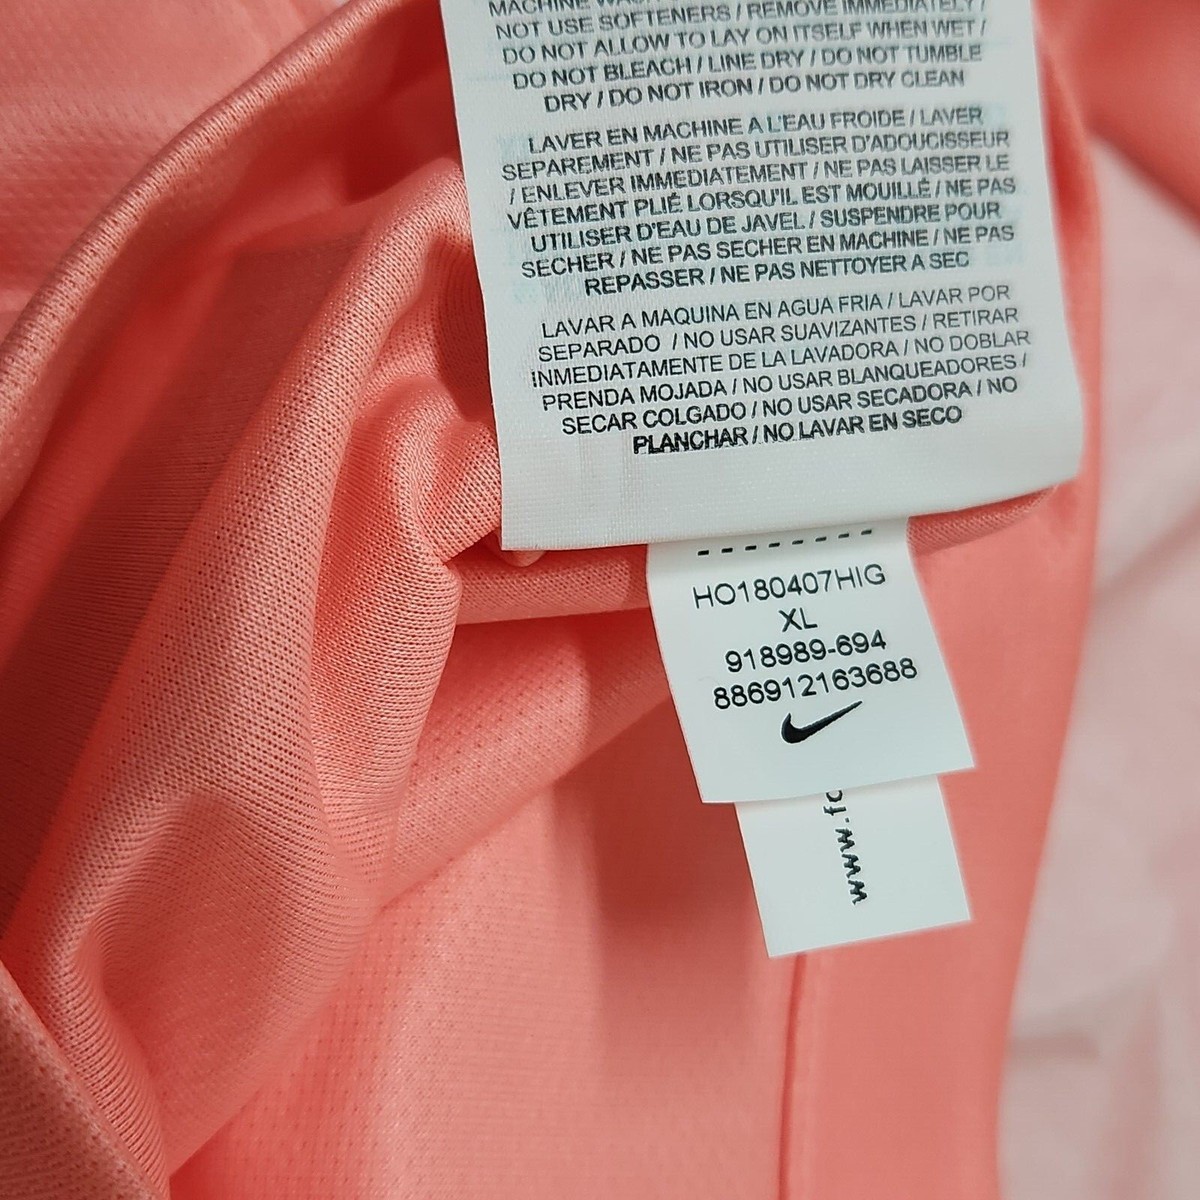 MACHINE
NOT USE SOFTENERS / REMOVE IMMEDIATELY /
DO NOT ALLOW TO LAY ON ITSELF WHEN WET /
DO NOT BLEACH / LINE DRY / DO NOT TUMBLE
DRY / DO NOT IRON / DO NOT DRY CLEAN
LAVER EN MACHINE A L'EAU FROIDE / LAVER
SEPAREMENT / NE PAS UTILISER D'ADOUCISSEUR
/ ENLEVER IMMEDIATEMENT / NE PAS LAISSER LE
VÊTEMENT PLIÉ LORSQU'IL EST MOUILLÉ / NE PAS
UTILISER D'EAU DE JAVEL / SUSPENDRE POUR
SECHER / NE PAS SECHER EN MACHINE / NE PAS
REPASSER / NE PAS NETTOYER A SEC
LAVAR A MAQUINA EN AGUA FRIA / LAVAR POR
SEPARADO / NO USAR SUAVIZANTES / RETIRAR
INMEDIATAMENTE DE LA LAVADORA / NO DOBLAR
PRENDA MOJADA / NO USAR BLANQUEADORES /
SECAR COLGADO / NO USAR SECADORA / NO
PLANCHAR / NO LAVAR EN SECO
HO180407HIG
XL
918989-694
886912163688